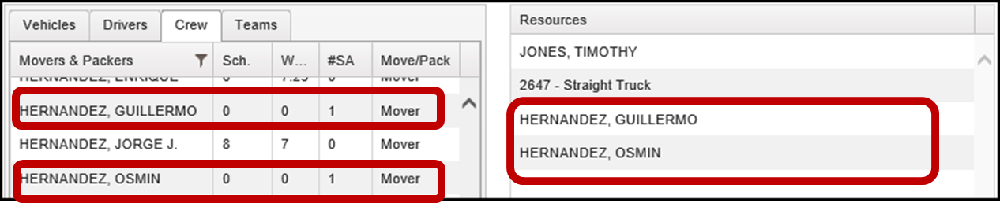 Vehicles Drivers Crew Teams
Movers & Packers Sch. W... #SA Move/Pack
HERNANDEZ, ENRIQUE 7.25 Mover
HERNANDEZ, GUILLERMO 0 0 1 Mover
HERNANDEZ, JORGE J. 8 7 0 Mover
HERNANDEZ, OSMIN 0 0 1 Mover
Resources
JONES, TIMOTHY
2647 - Straight Truck
HERNANDEZ, GUILLERMO
HERNANDEZ, OSMIN